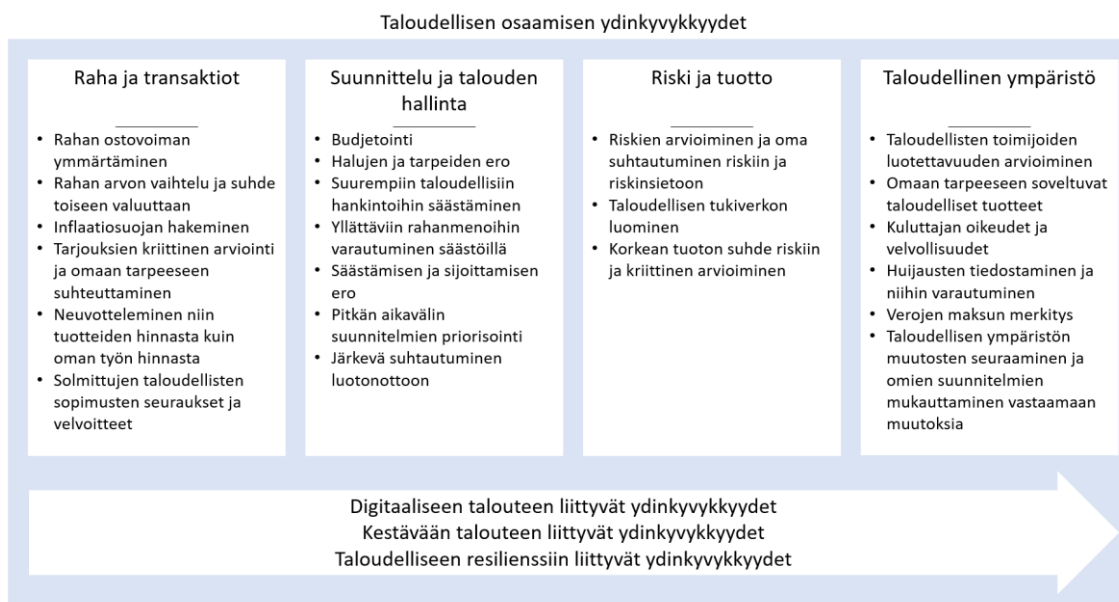 Taloudellisen osaamisen ydinkyvykkyydet
Raha ja transaktiot
• Rahan ostovoiman
ymmärtäminen
• Rahan arvon vaihtelu ja suhde
toiseen valuuttaan
• Inflaatiosuojan hakeminen
• Tarjouksien kriittinen arviointi
ja omaan tarpeeseen
suhteuttaminen
• Neuvotteleminen niin
tuotteiden hinnasta kuin
oman työn hinnasta
• Solmittujen taloudellisten
sopimusten seuraukset ja
velvoitteet
Suunnittelu ja talouden
hallinta
• Budjetointi
• Halujen ja tarpeiden ero
• Suurempiin taloudellisiin
hankintoihin säästäminen
• Yllättäviin rahanmenoihin
varautuminen säästöillä
• Säästämisen ja sijoittamisen
ero
• Pitkän aikavälin
suunnitelmien priorisointi
• Järkevä suhtautuminen
luotonottoon
Riski ja tuotto
• Riskien arvioiminen ja oma
suhtautuminen riskiin ja
riskinsietoon
• Taloudellisen tukiverkon
luominen
• Korkean tuoton suhde riskiin
ja kriittinen arvioiminen
Taloudellinen ympäristö
• Taloudellisten toimijoiden
luotettavuuden arvioiminen
• Omaan tarpeeseen soveltuvat
taloudelliset tuotteet
• Kuluttajan oikeudet ja
velvollisuudet
• Huijausten tiedostaminen ja
niihin varautuminen
• Verojen maksun merkitys
• Taloudellisen ympäristön
muutosten seuraaminen ja
omien suunnitelmien
mukauttaminen vastaamaan
muutoksia
Digitaaliseen talouteen liittyvät ydinkyvykkyydet
Kestävään talouteen liittyvät ydinkyvykkyydet
Taloudelliseen resilienssiin liittyvät ydinkyvykkyydet